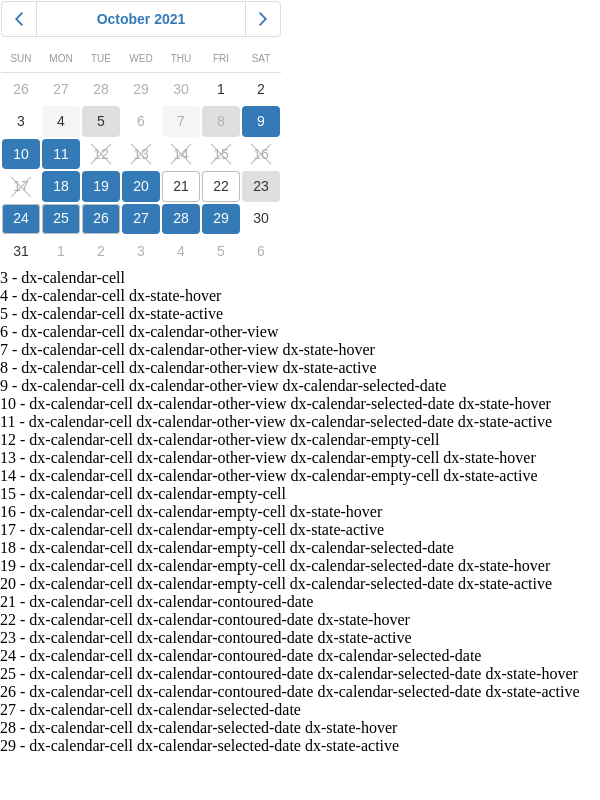 October 2021
SUN MON TUE WED THU FRI SAT
26 27 28 29 30 1 2
3 4 5 6 7 8 9
10 11 12 13 14 15 16
17 18 19 20 21 22 23
24 25 26 27 28 29 30
31 1 2 3 4 5 6
3 - dx-calendar-cell
4 - dx-calendar-cell dx-state-hover
5 - dx-calendar-cell dx-state-active
6 - dx-calendar-cell dx-calendar-other-view
7 - dx-calendar-cell dx-calendar-other-view dx-state-hover
8 - dx-calendar-cell dx-calendar-other-view dx-state-active
9 - dx-calendar-cell dx-calendar-other-view dx-calendar-selected-date
10 - dx-calendar-cell dx-calendar-other-view dx-calendar-selected-date dx-state-hover
11 - dx-calendar-cell dx-calendar-other-view dx-calendar-selected-date dx-state-active
12 - dx-calendar-cell dx-calendar-other-view dx-calendar-empty-cell
13 - dx-calendar-cell dx-calendar-other-view dx-calendar-empty-cell dx-state-hover
14 - dx-calendar-cell dx-calendar-other-view dx-calendar-empty-cell dx-state-active
15 - dx-calendar-cell dx-calendar-empty-cell
16 - dx-calendar-cell dx-calendar-empty-cell dx-state-hover
17 - dx-calendar-cell dx-calendar-empty-cell dx-state-active
18 - dx-calendar-cell dx-calendar-empty-cell dx-calendar-selected-date
19 - dx-calendar-cell dx-calendar-empty-cell dx-calendar-selected-date dx-state-hover
20 - dx-calendar-cell dx-calendar-empty-cell dx-calendar-selected-date dx-state-active
21 - dx-calendar-cell dx-calendar-contoured-date
22 - dx-calendar-cell dx-calendar-contoured-date dx-state-hover
23 - dx-calendar-cell dx-calendar-contoured-date dx-state-active
24 - dx-calendar-cell dx-calendar-contoured-date dx-calendar-selected-date
25 - dx-calendar-cell dx-calendar-contoured-date dx-calendar-selected-date dx-state-hover
26 - dx-calendar-cell dx-calendar-contoured-date dx-calendar-selected-date dx-state-active
27 - dx-calendar-cell dx-calendar-selected-date
28 - dx-calendar-cell dx-calendar-selected-date dx-state-hover
29 - dx-calendar-cell dx-calendar-selected-date dx-state-active